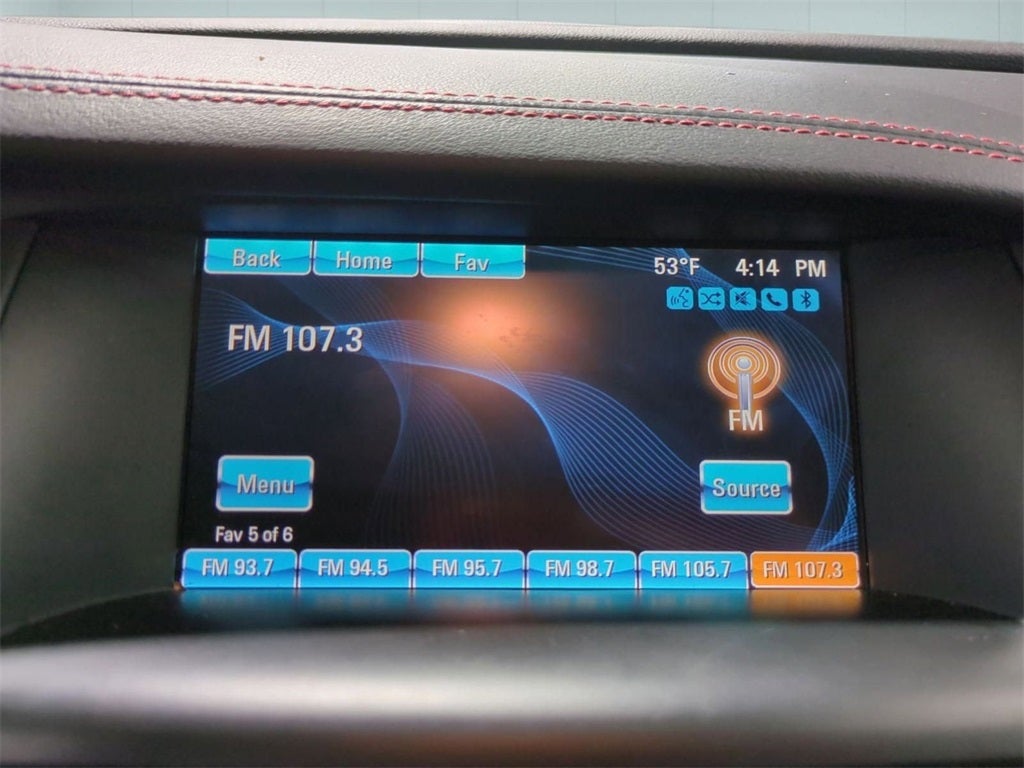 Back Home Fav 53°F 4:14 PM
FM 107.3
FM
Menu Source
Fav 5 of 6
FM 93.7 FM 94.5 FM 95.7 FM 98.7 FM 105.7 FM 107.3